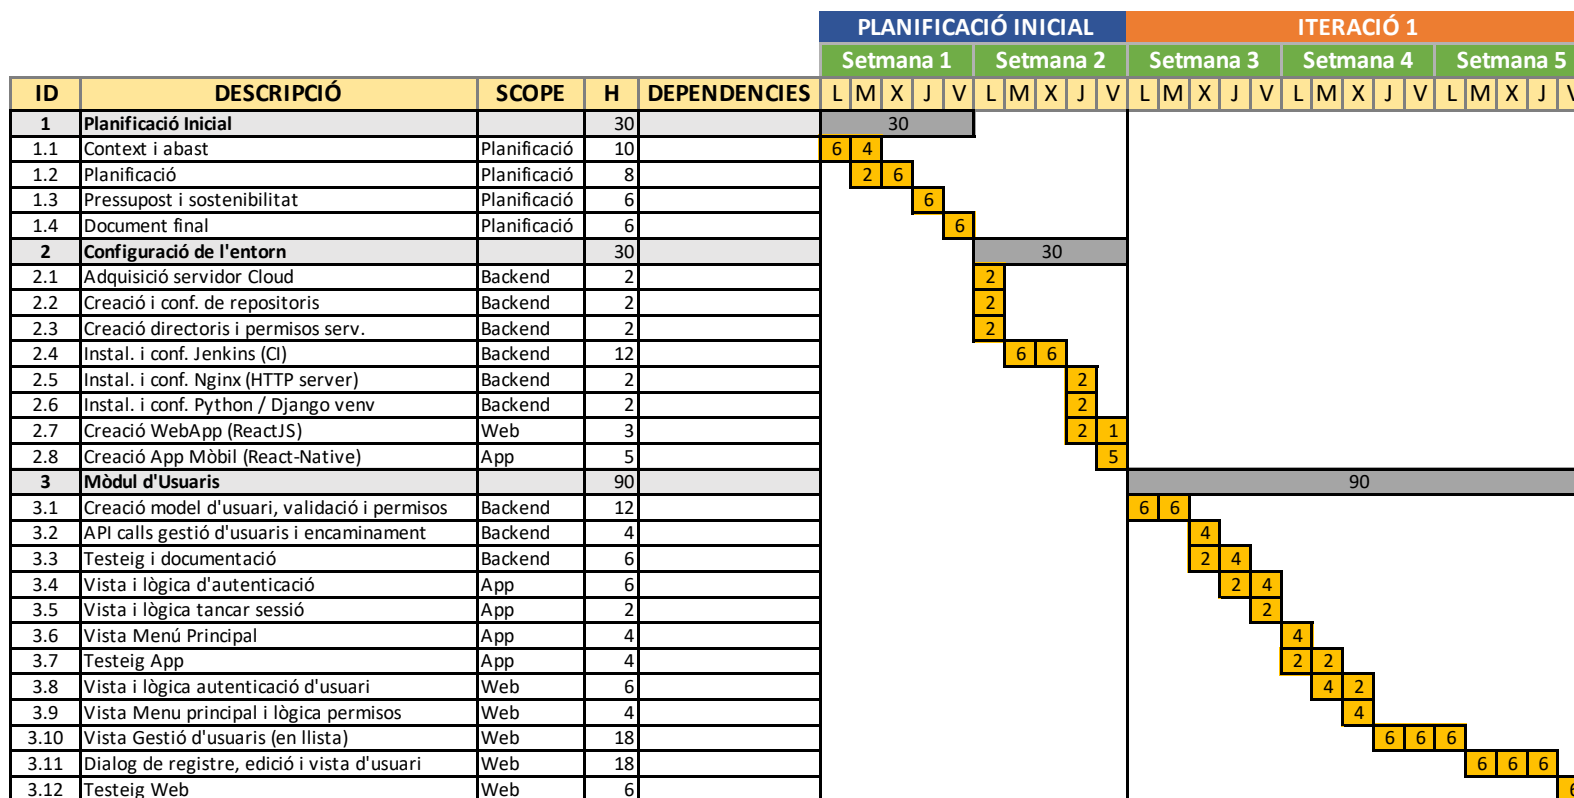 PLANIFICACIÓ INICIAL ITERACIÓ 1
Setmana 1 Setmana 2 Setmana 3 Setmana 4 Setmana 5
ID DESCRIPCIÓ SCOPE H DEPENDENCIES L M X J V L M X J V L M X J V L M X J V L M X J V
1 Planificació Inicial 30 30
1.1 Context i abast Planificació 10 6 4
1.2 Planificació Planificació 8 2 6
1.3 Pressupost i sostenibilitat Planificació 6 6
1.4 Document final Planificació 6 6
2 Configuració de l'entorn 30 30
2.1 Adquisició servidor Cloud Backend 2 2
2.2 Creació i conf. de repositoris Backend 2 2
2.3 Creació directoris i permisos serv. Backend 2 2
2.4 Instal. i conf. Jenkins (CI) Backend 12 6 6
2.5 Instal. i conf. Nginx (HTTP server) Backend 2 2
2.6 Instal. i conf. Python / Django venv Backend 2 2
2.7 Creació WebApp (ReactJS) Web 3 2 1
2.8 Creació App Mòbil (React-Native) App 5 5
3 Mòdul d'Usuaris 90 90
3.1 Creació model d'usuari, validació i permisos Backend 12 6 6
3.2 API calls gestió d'usuaris i encaminament Backend 4 4
3.3 Testeig i documentació Backend 6 2 4
3.4 Vista i lògica d'autenticació App 6 2 4
3.5 Vista i lògica tancar sessió App 2 2
3.6 Vista Menú Principal App 4 4
3.7 Testeig App App 4 2 2
3.8 Vista i lògica autenticació d'usuari Web 6 4 2
3.9 Vista Menu principal i lògica permisos Web 4 4
3.10 Vista Gestió d'usuaris (en llista) Web 18 6 6 6
3.11 Dialog de registre, edició i vista d'usuari Web 18 6 6 6
3.12 Testeig Web Web 6 6